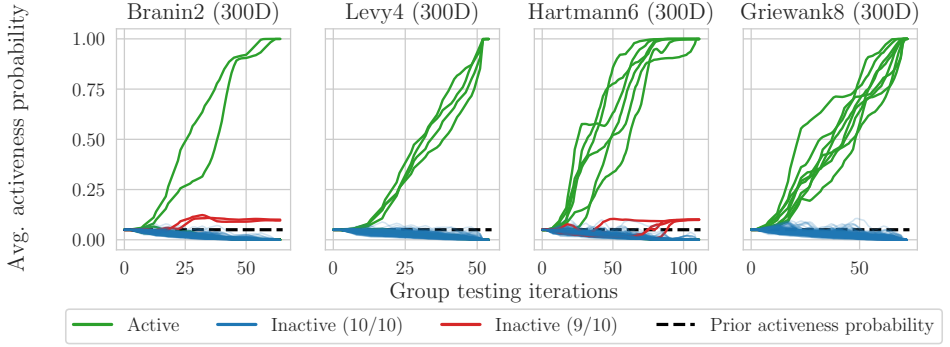 Branin2 (300D) Levy4 (300D) Hartmann6 (300D) Griewank8 (300D)
Avg. activeness probability
1.00
0.75
0.50
0.25
0.00
0 25 50 0 25 50 0 50 100 50
Group testing iterations
Active Inactive (10/10) Inactive (9/10) Prior activeness probability